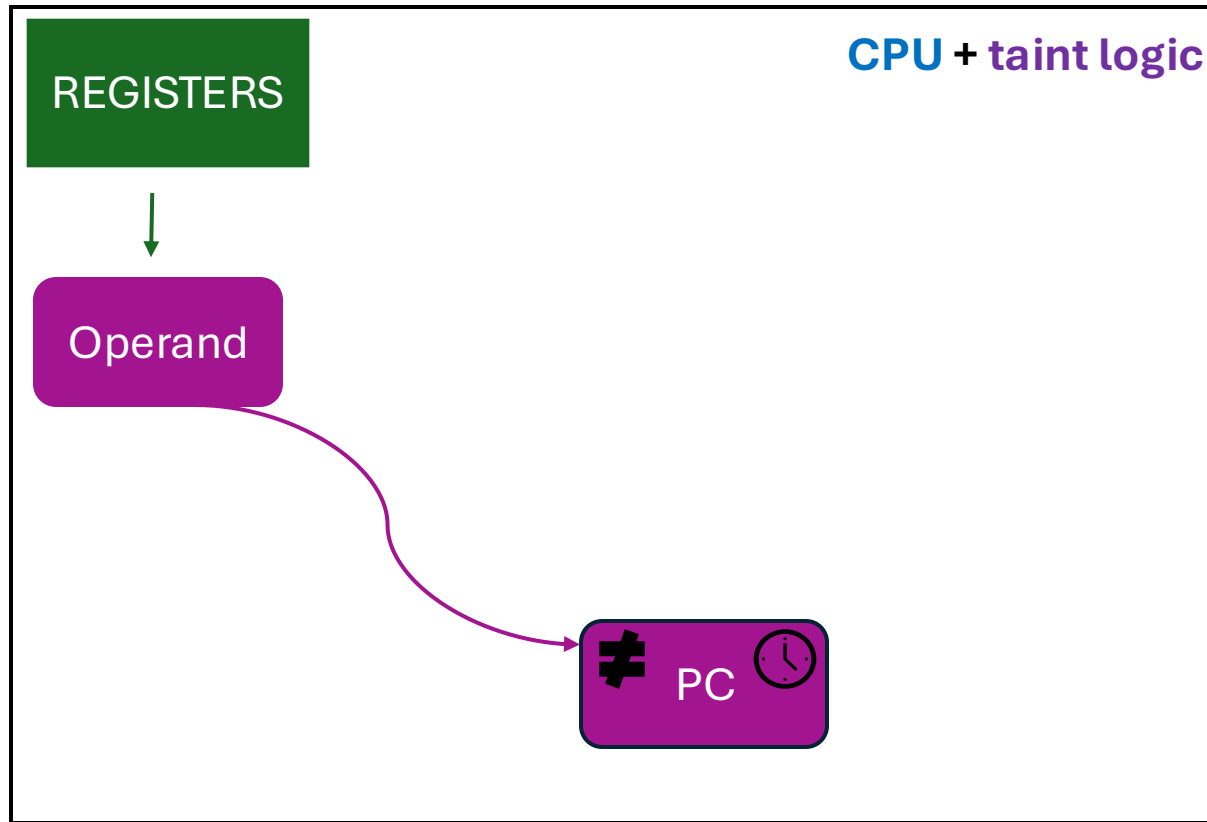 REGISTERS
CPU + taint logic
Operand
≠
PC